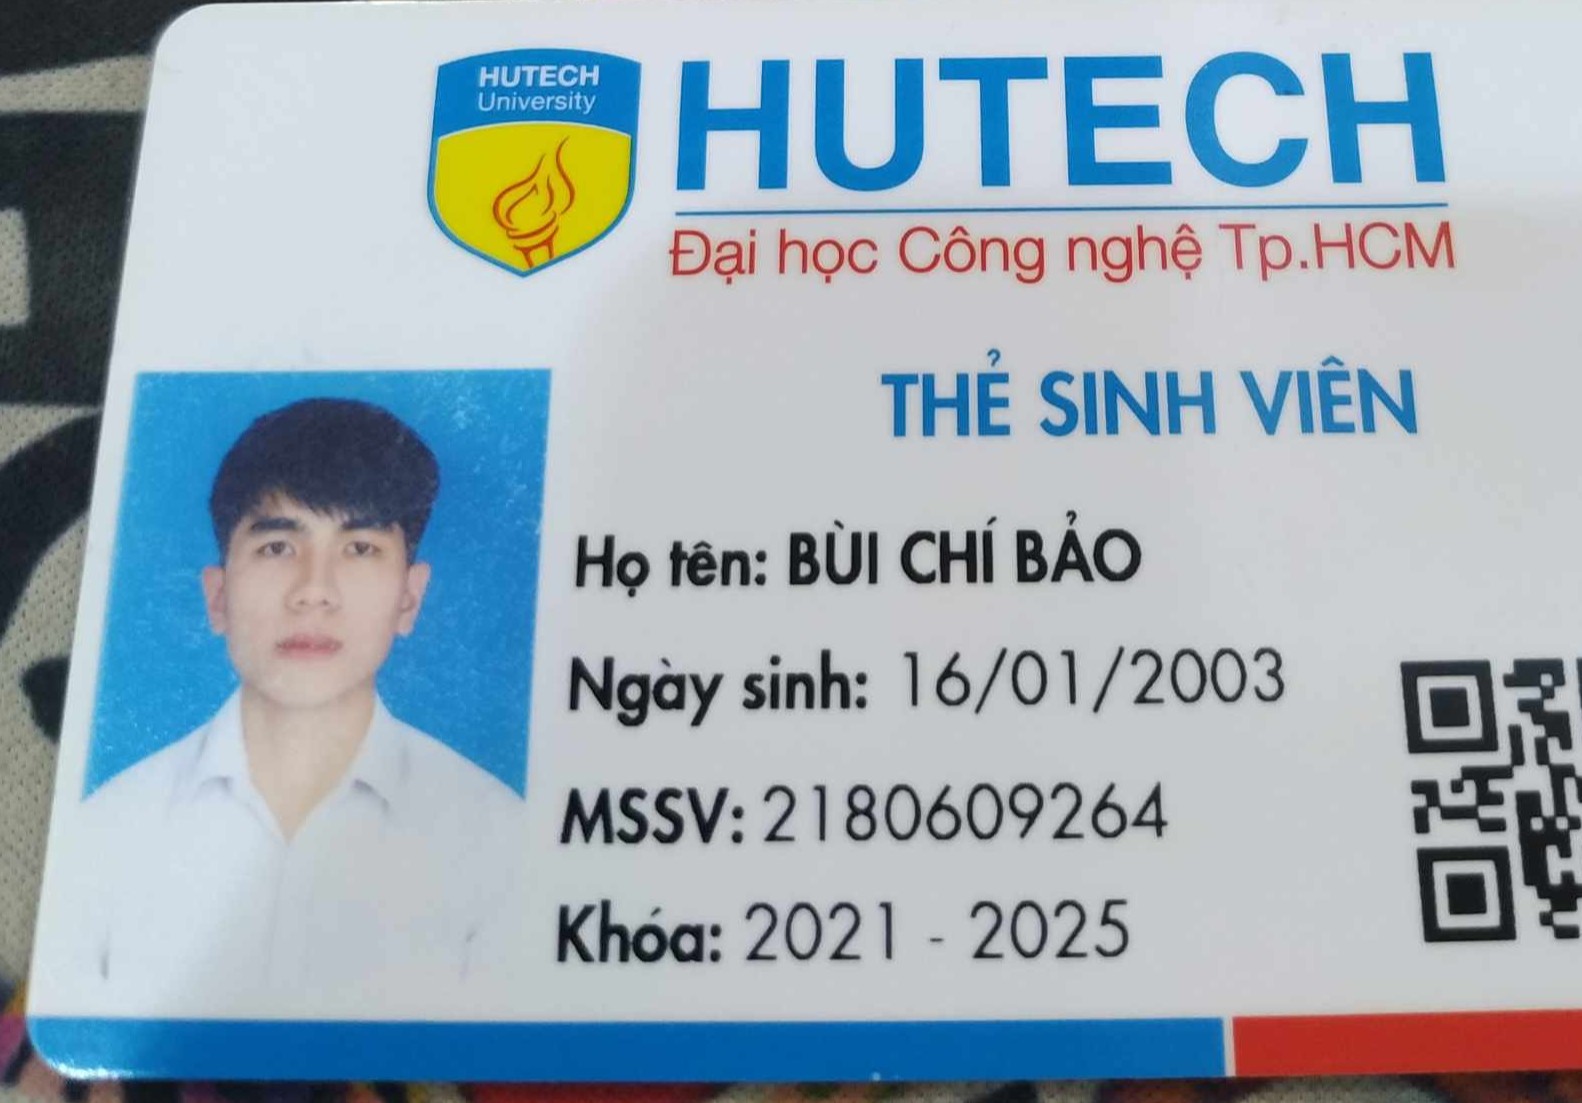 HUTECH
University
HUTECH
Đại học Công nghệ Tp.HCM
THẺ SINH VIÊN
Họ tên: BÙI CHÍ BẢO
Ngày sinh: 16/01/2003
MSSV: 2180609264
Khóa: 2021 - 2025